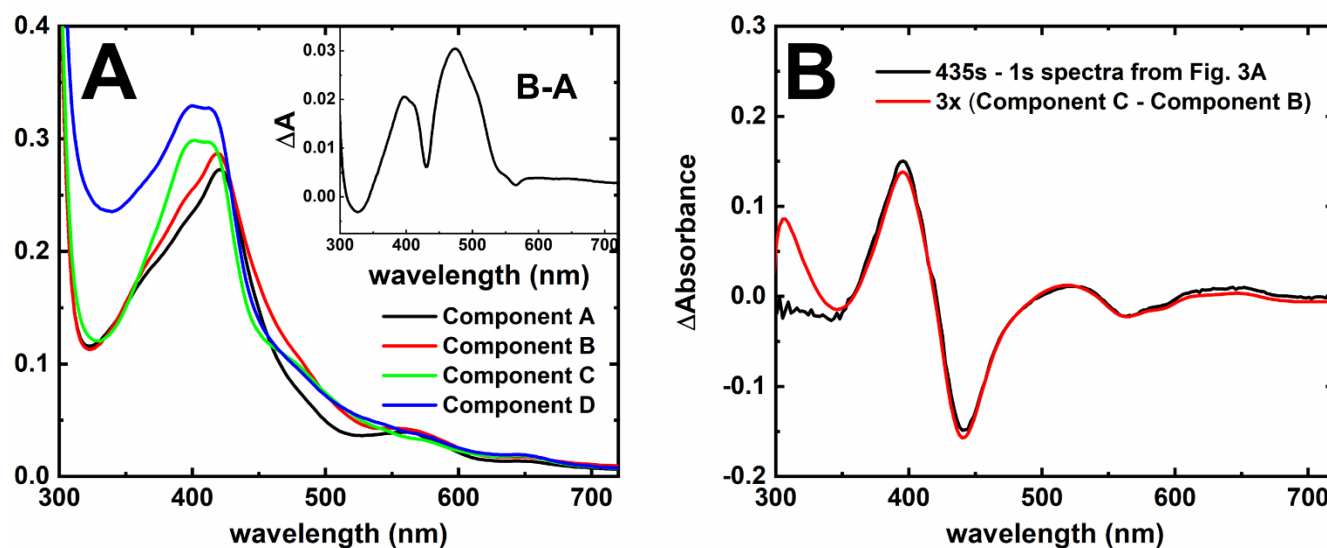 A
B-A
ΔA
0.03
0.02
0.01
0.00
300 400 500 600 700
wavelength (nm)
Component A
Component B
Component C
Component D
0.4
0.3
0.2
0.1
0.0
300 400 500 600 700
wavelength (nm)
B
435s - 1s spectra from Fig. 3A
3x (Component C - Component B)
ΔAbsorbance
0.3
0.2
0.1
0.0
-0.1
-0.2
300 400 500 600 700
wavelength (nm)